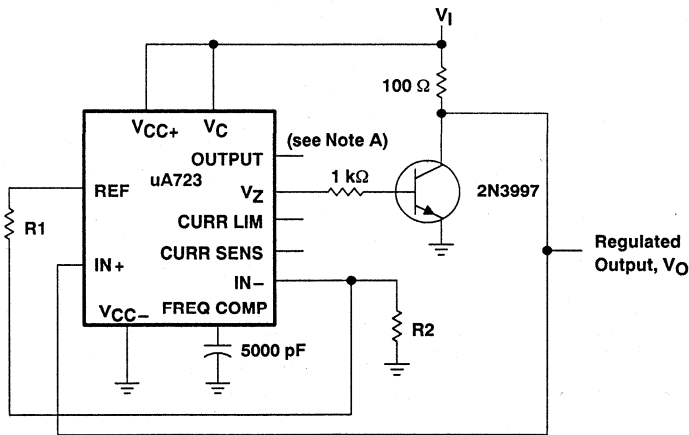 VI
100 Ω
VCC+ VC
(see Note A)
OUTPUT
uA723
1 kΩ
REF
VZ
2N3997
R1
CURR LIM
CURR SENS
Regulated
Output, VO
IN+
IN−
VCC− FREQ COMP
R2
5000 pF